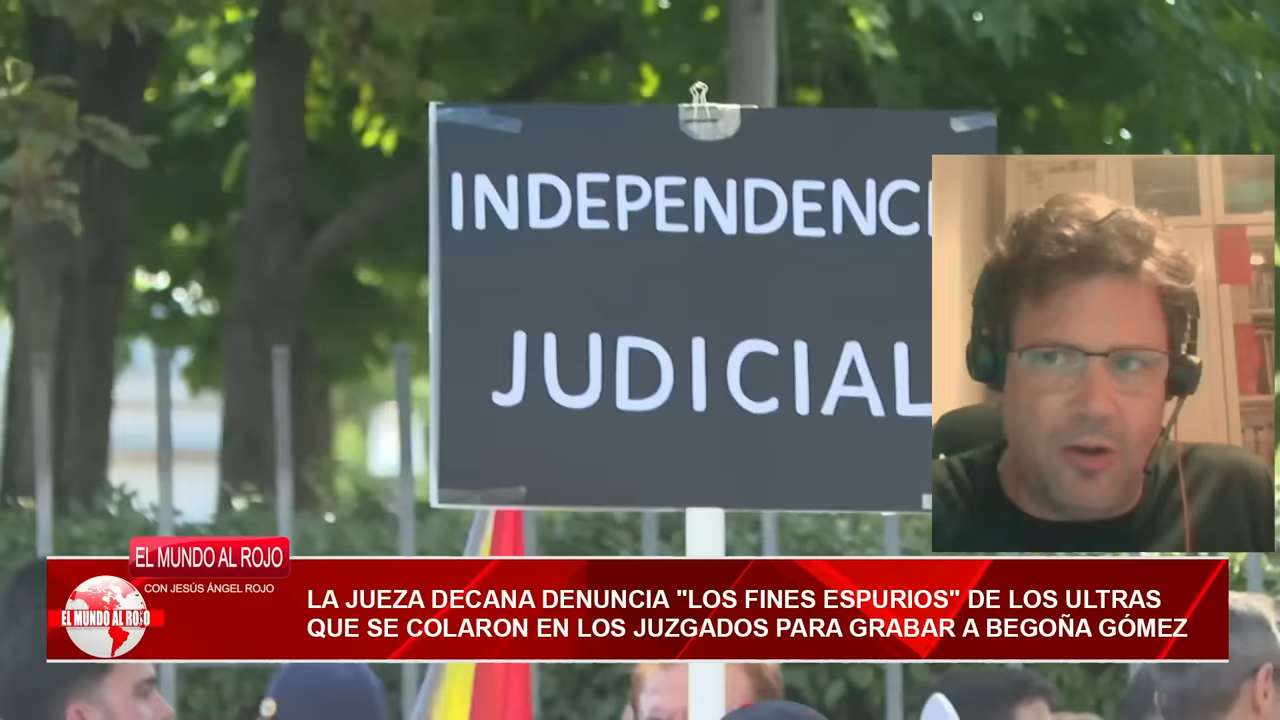 INDEPENDENCI
JUDICIAL
EL MUNDO AL ROJO
CON JESÚS ÁNGEL ROJO
EL MUNDO AL ROJO
LA JUEZA DECANA DENUNCIA "LOS FINES ESPURIOS" DE LOS ULTRAS
QUE SE COLARON EN LOS JUZGADOS PARA GRABAR A BEGOÑA GÓMEZ